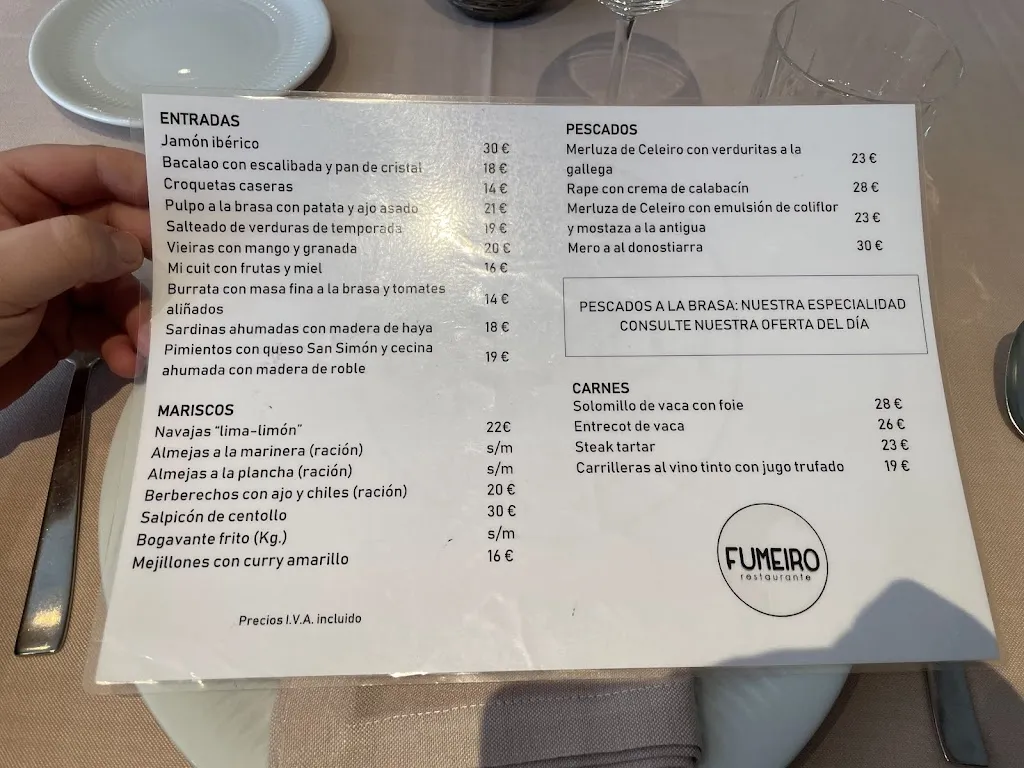 ENTRADAS
Jamón ibérico 30 €
Bacalao con escalibada y pan de cristal 18 €
Croquetas caseras 14 €
Pulpo a la brasa con patata y ajo asado 21 €
Salteado de verduras de temporada 19 €
Vieiras con mango y granada 20 €
Mi cuit con frutas y miel 16 €
Burrata con masa fina a la brasa y tomates
aliñados 14 €
Sardinas ahumadas con madera de haya 18 €
Pimientos con queso San Simón y cecina
ahumada con madera de roble 19 €
MARISCOS
Navajas “lima-limón” 22€
Almejas a la marinera (ración) s/m
Almejas a la plancha (ración) s/m
Berberechos con ajo y chiles (ración) 20 €
Salpicón de centollo 30 €
Bogavante frito (Kg.) s/m
Mejillones con curry amarillo 16 €
Precios I.V.A. incluido
PESCADOS
Merluza de Celeiro con verduritas a la
gallega 23 €
Rape con crema de calabacín 28 €
Merluza de Celeiro con emulsión de coliflor
y mostaza a la antigua 23 €
Mero a al donostiarra 30 €
PESCADOS A LA BRASA: NUESTRA ESPECIALIDAD
CONSULTE NUESTRA OFERTA DEL DÍA
CARNES
Solomillo de vaca con foie 28 €
Entrecot de vaca 26 €
Steak tartar 23 €
Carrilleras al vino tinto con jugo trufado 19 €
FUMEIRO
restaurante